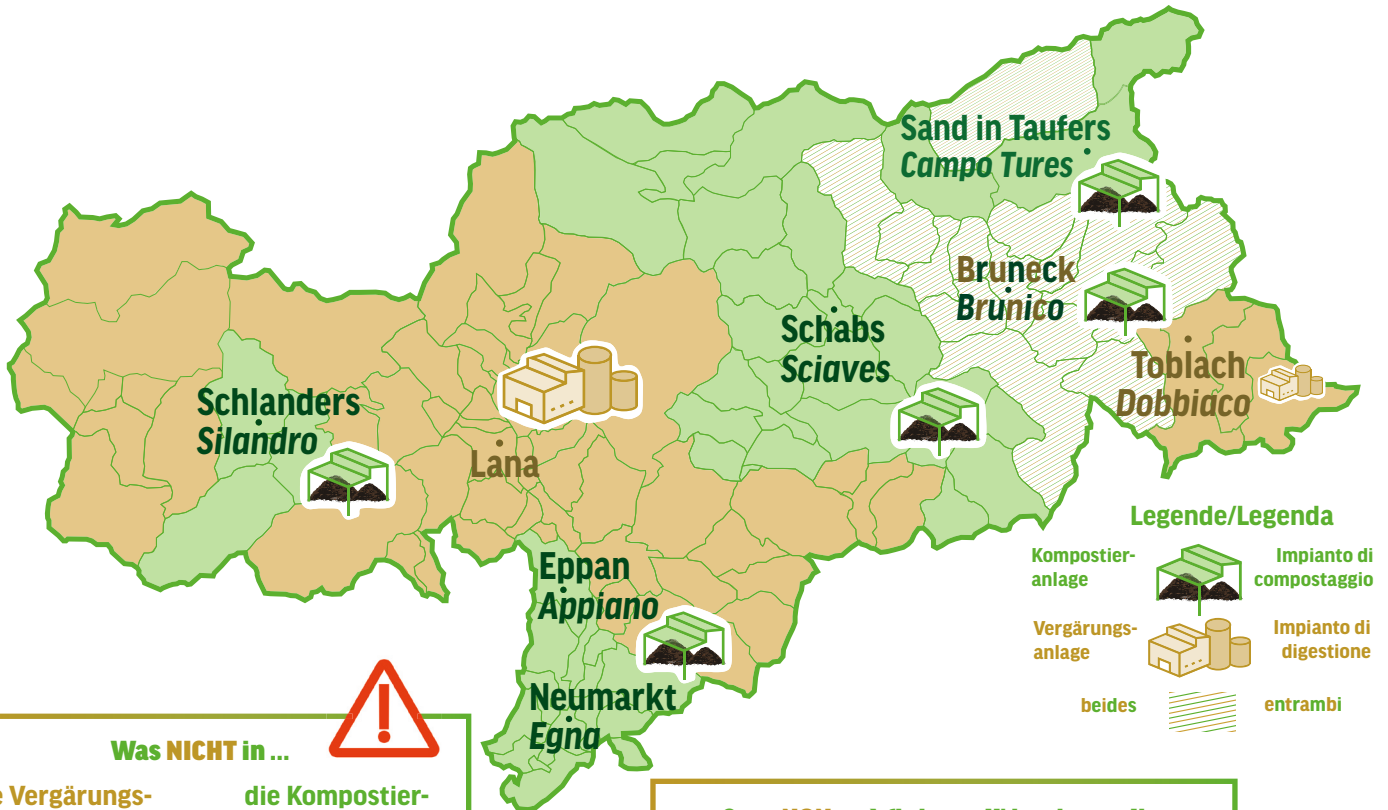 Sand in Taufers
Campo Tures
Bruneck
Brunico
Schabs
Sciaves
Toblach
Dobbiaco
Schlanders
Silandro
Lana
Eppan
Appiano
Neumarkt
Egna
Legende/Legenda
Kompostier-
anlage
Impianto di
compostaggio
Vergärungs-
anlage
Impianto di
digestione
beides
entrambi
Was NICHT in ...
e Vergärungs-
die Kompostier-